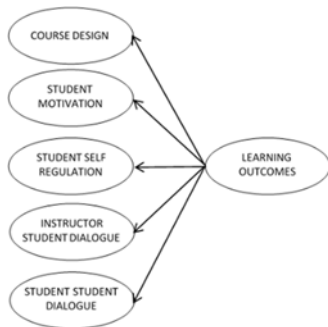 COURSE DESIGN
STUDENT
MOTIVATION
STUDENT SELF
REGULATION
LEARNING
OUTCOMES
INSTRUCTOR
STUDENT DIALOGUE
STUDENT STUDENT
DIALOGUE